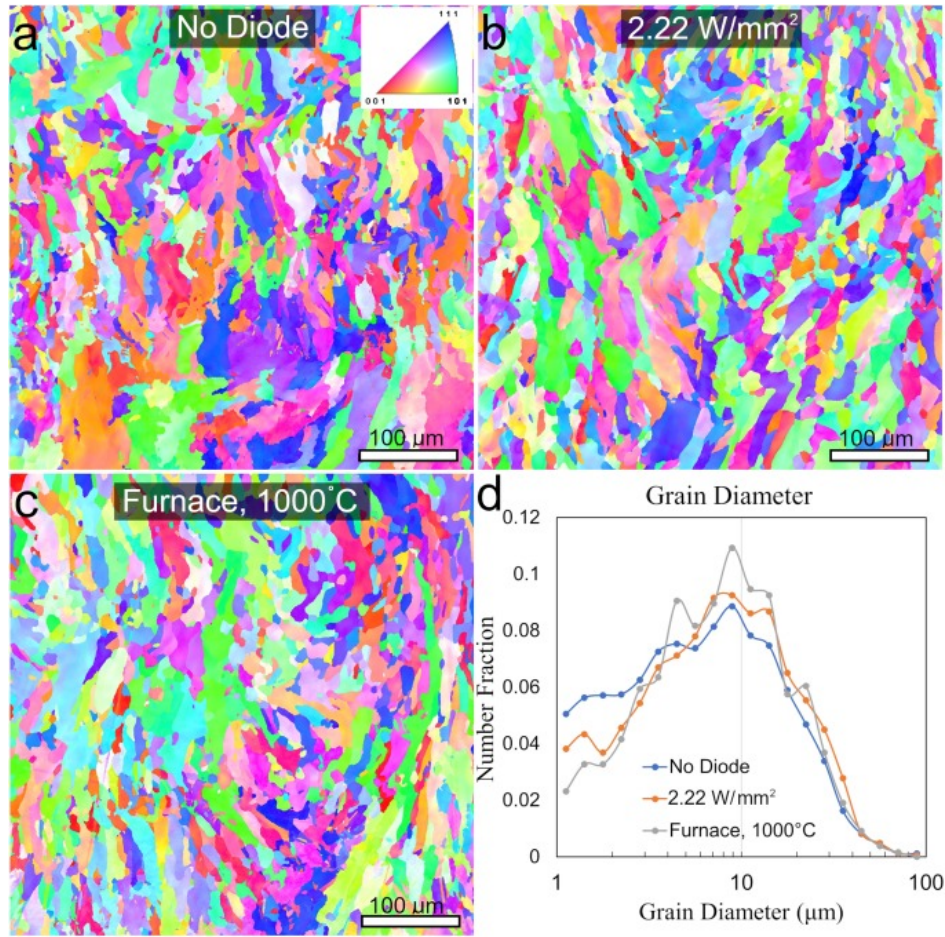 a
No Diode
111
001
101
100 µm
b
2.22 W/mm²
100 µm
c
Furnace, 1000°C
100 µm
d
Grain Diameter
0.12
0.1
0.08
0.06
0.04
0.02
0
Number Fraction
No Diode
2.22 W/mm²
Furnace, 1000°C
1
10
100
Grain Diameter (µm)